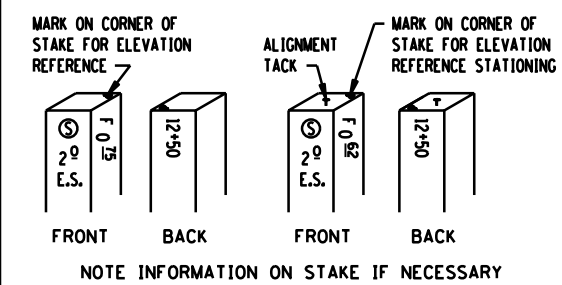 MARK ON CORNER OF
STAKE FOR ELEVATION
REFERENCE
ALIGNMENT
TACK
MARK ON CORNER OF
STAKE FOR ELEVATION
REFERENCE STATIONING
S
2º
E.S.
F 0 75
12+50
T
S
2º
E.S.
F 0 62
T
12+50
FRONT BACK FRONT BACK
NOTE INFORMATION ON STAKE IF NECESSARY